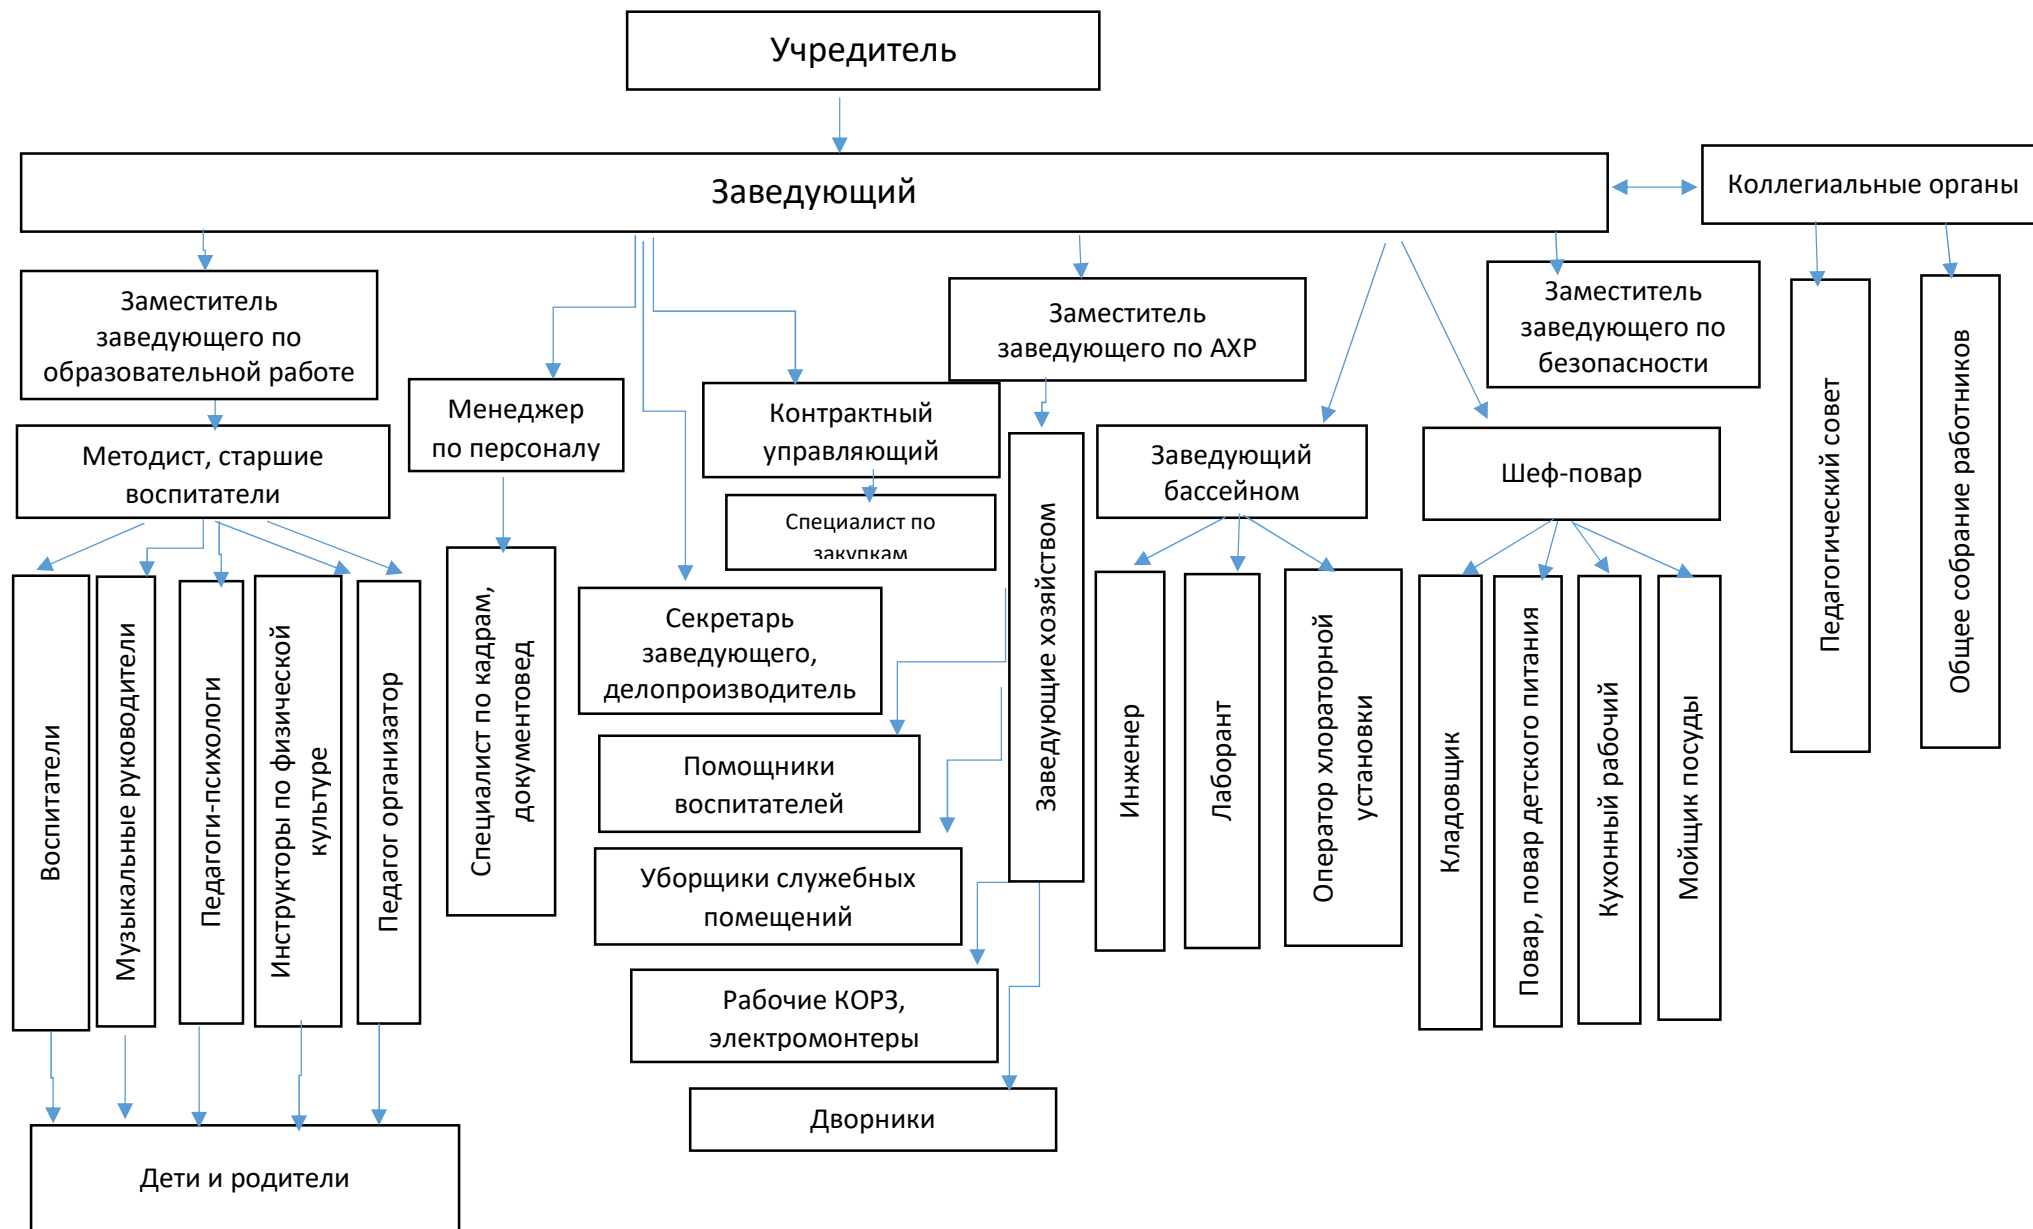 Учредитель
Заведующий
Коллегиальные органы
Заместитель
заведующего по
образовательной работе
Заместитель
заведующего по АХР
Заместитель
заведующего по
безопасности
Менеджер
по персоналу
Контрактный
управляющий
Методист, старшие
воспитатели
Заведующий
бассейном
Шеф-повар
Специалист по
закупкам
Педагогический совет
Общее собрание работников
Воспитатели
Музыкальные руководители
Педагоги-психологи
Инструкторы по физической
культуре
Педагог организатор
Специалист по кадрам,
документовед
Секретарь
заведующего,
делопроизводитель
Заведующие хозяйством
Помощники
воспитателей
Уборщики служебных
помещений
Рабочие КОРЗ,
электромонтеры
Дворники
Инженер
Лаборант
Оператор хлораторной
установки
Кладовщик
Повар, повар детского питания
Кухонный рабочий
Мойщик посуды
Дети и родители